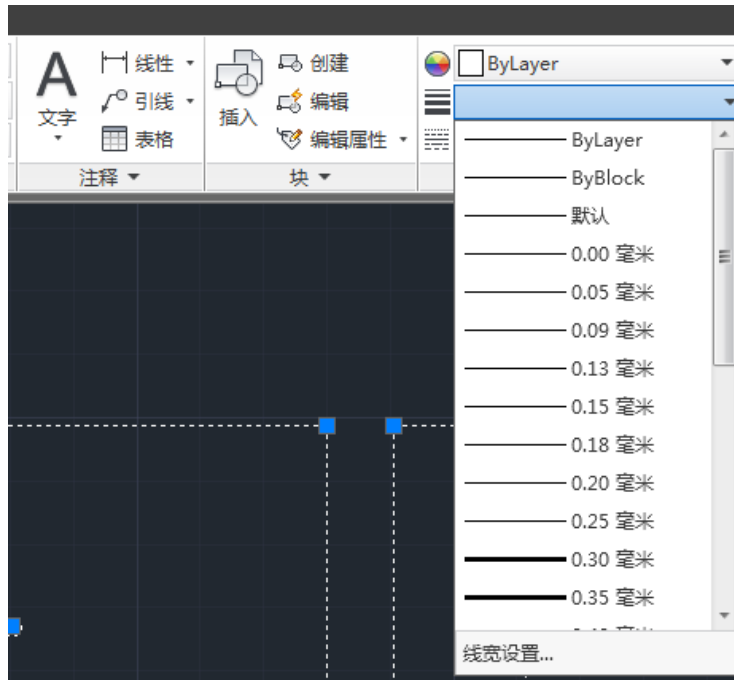 线性
引线
表格
文字
注释
创建
编辑
编辑属性
插入
块
ByLayer
ByLayer
ByBlock
默认
0.00 毫米
0.05 毫米
0.09 毫米
0.13 毫米
0.15 毫米
0.18 毫米
0.20 毫米
0.25 毫米
0.30 毫米
0.35 毫米
线宽设置...